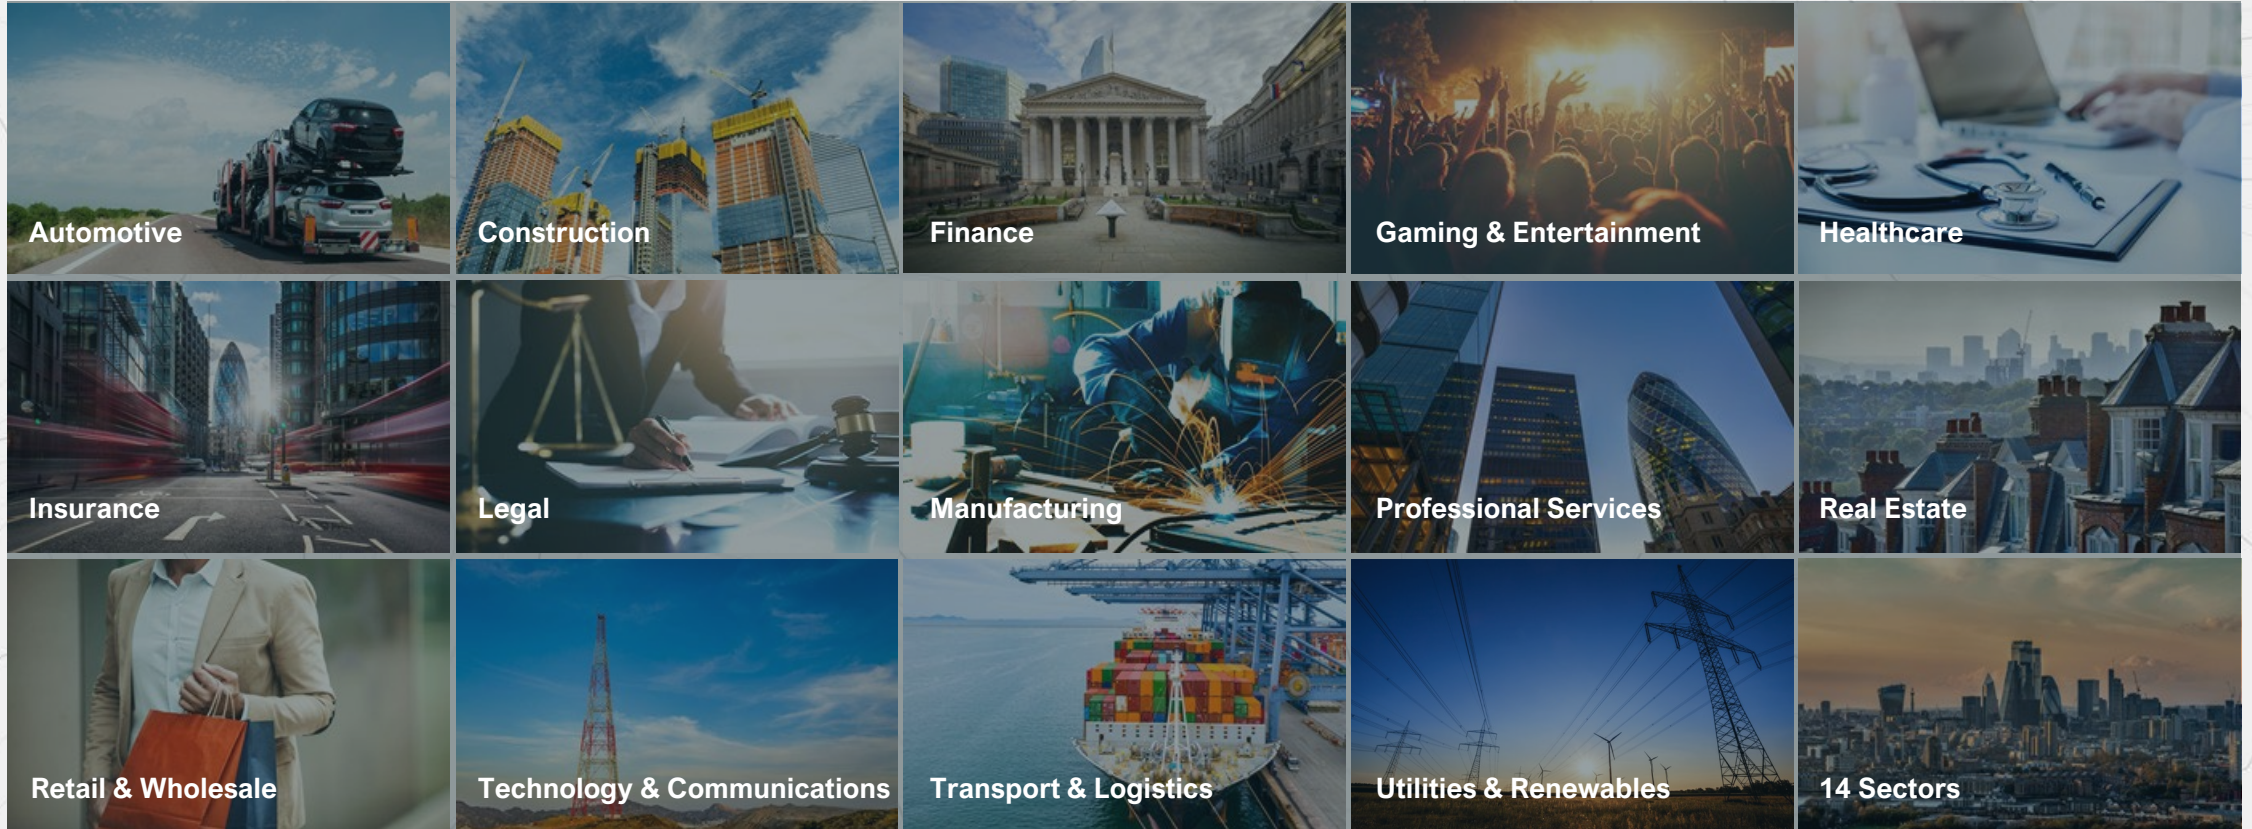 Automotive
Construction
Finance
Gaming & Entertainment
Healthcare
Insurance
Legal
Manufacturing
Professional Services
Real Estate
Retail & Wholesale
Technology & Communications
Transport & Logistics
Utilities & Renewables
14 Sectors